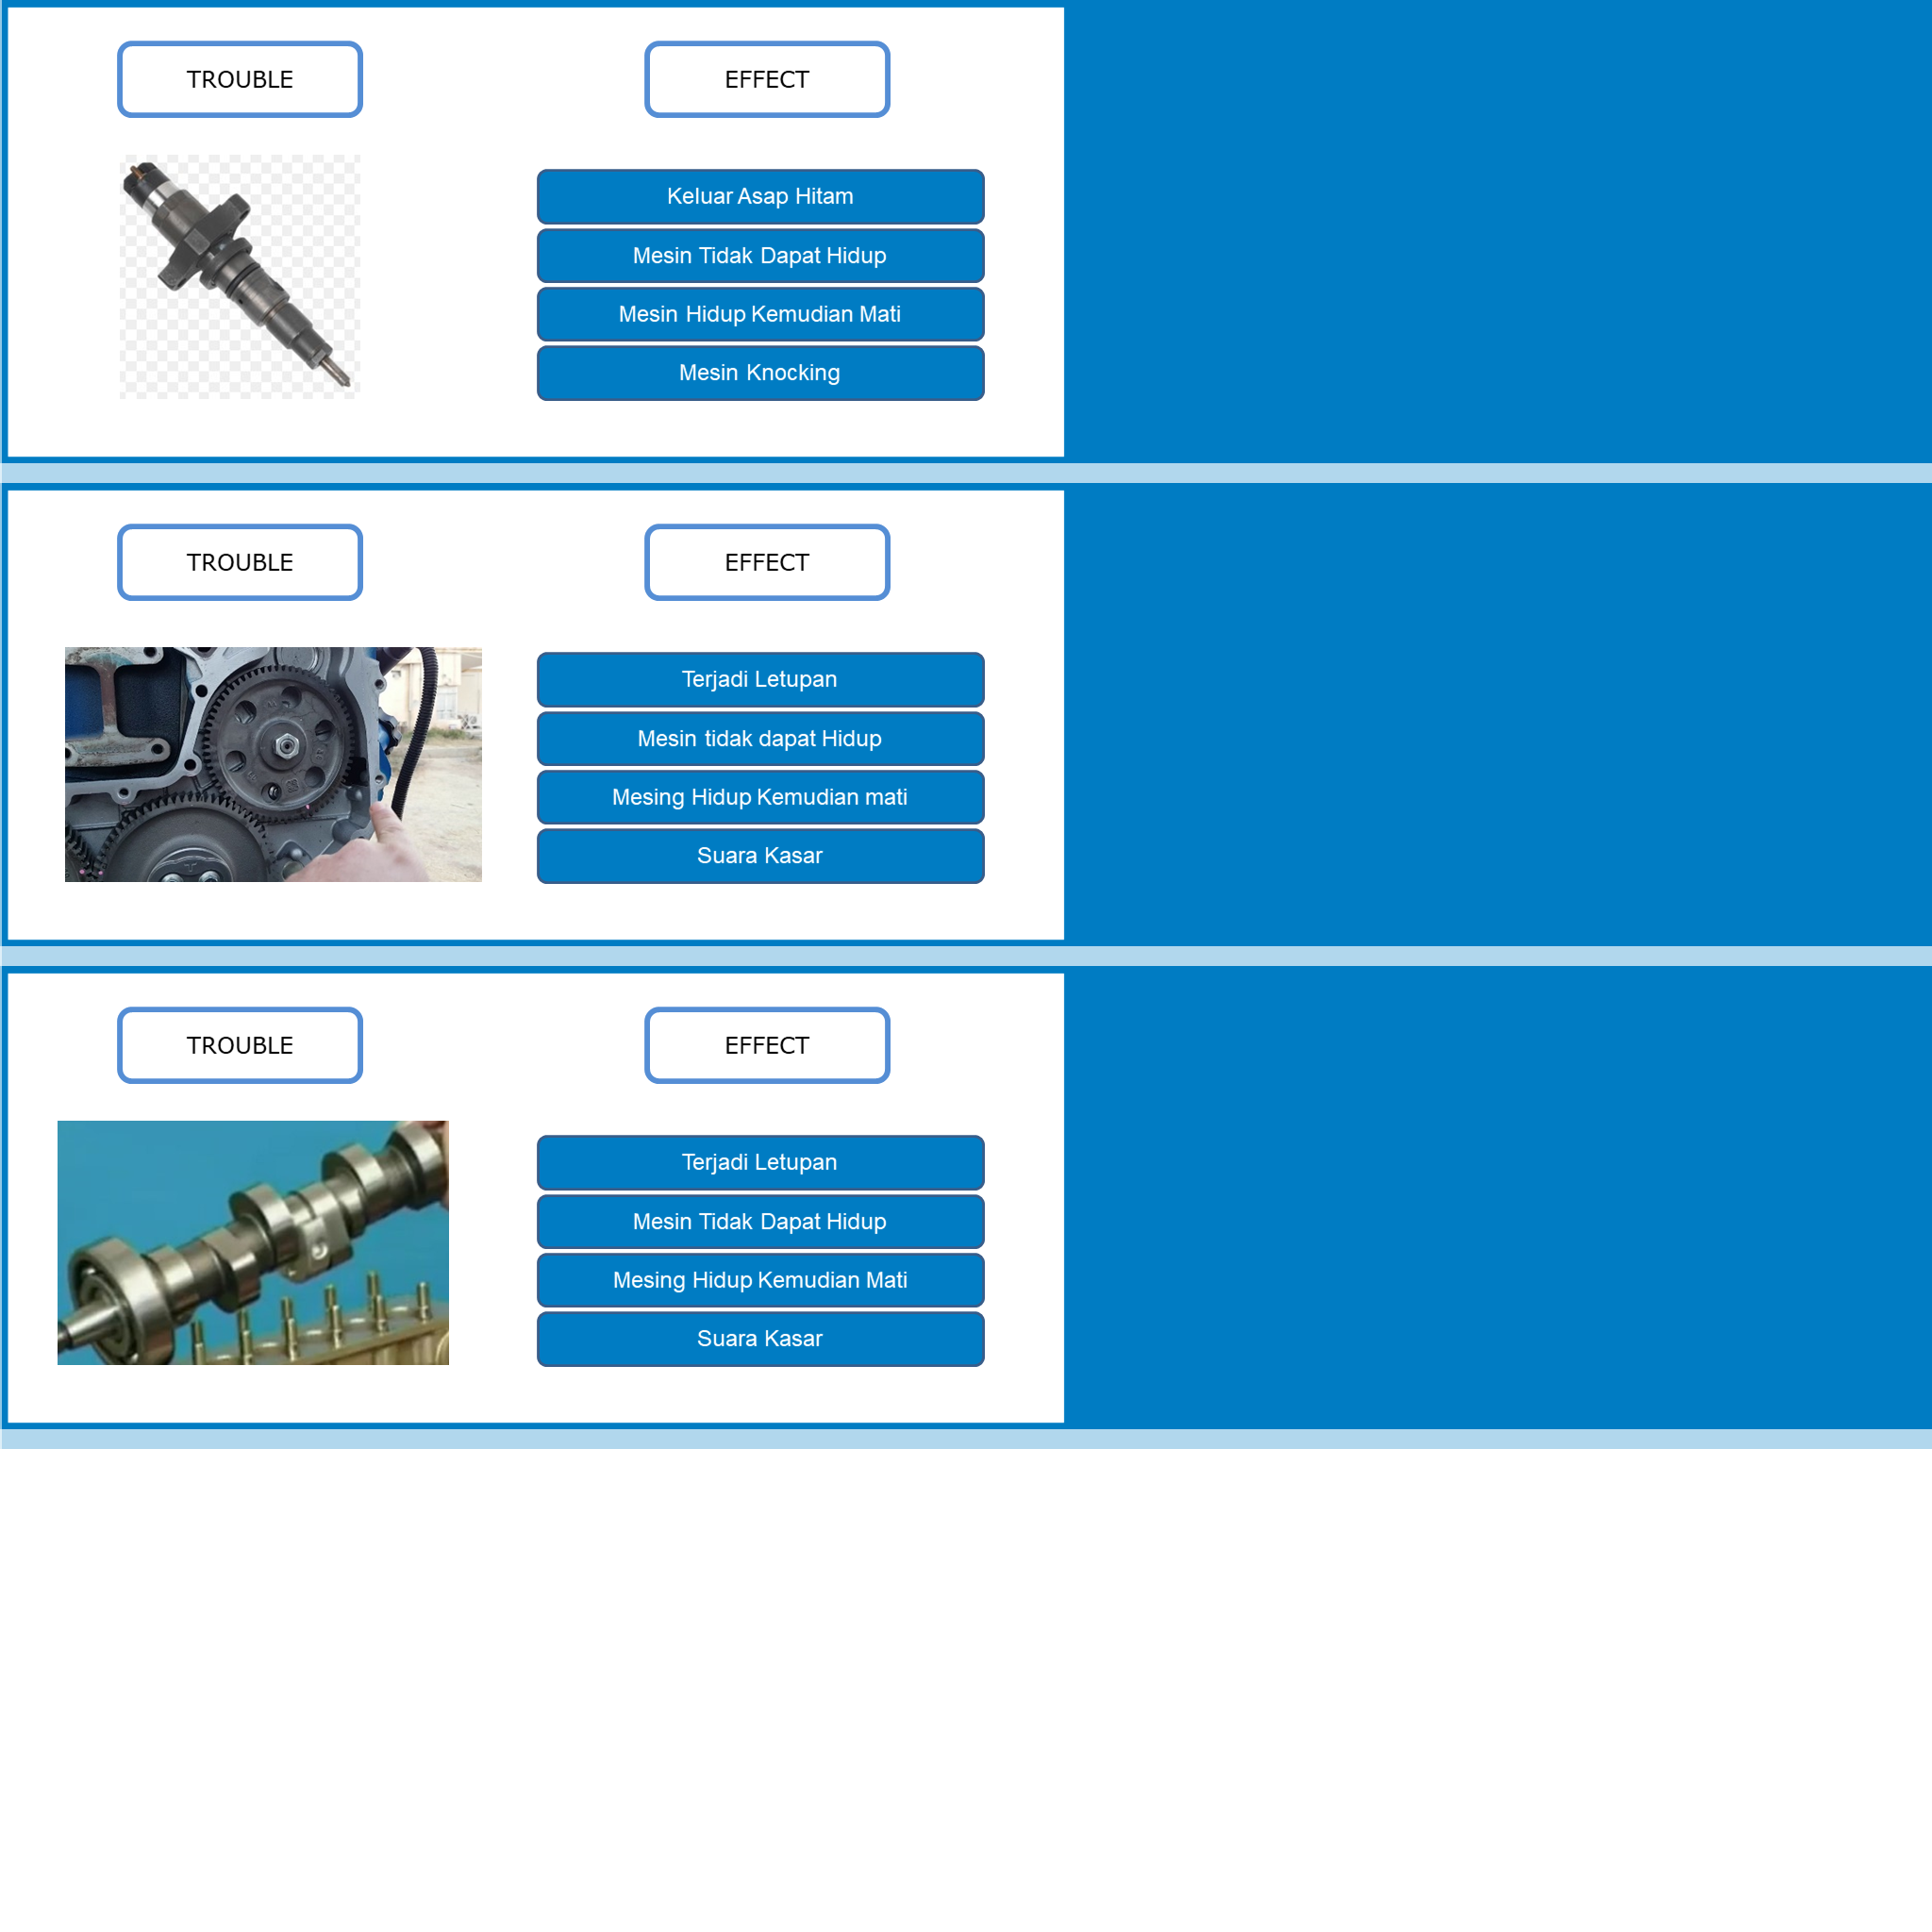 TROUBLE
EFFECT
Keluar Asap Hitam
Mesin Tidak Dapat Hidup
Mesin Hidup Kemudian Mati
Mesin Knocking
TROUBLE
EFFECT
Terjadi Letupan
Mesin tidak dapat Hidup
Mesing Hidup Kemudian mati
Suara Kasar
TROUBLE
EFFECT
Terjadi Letupan
Mesin Tidak Dapat Hidup
Mesing Hidup Kemudian Mati
Suara Kasar